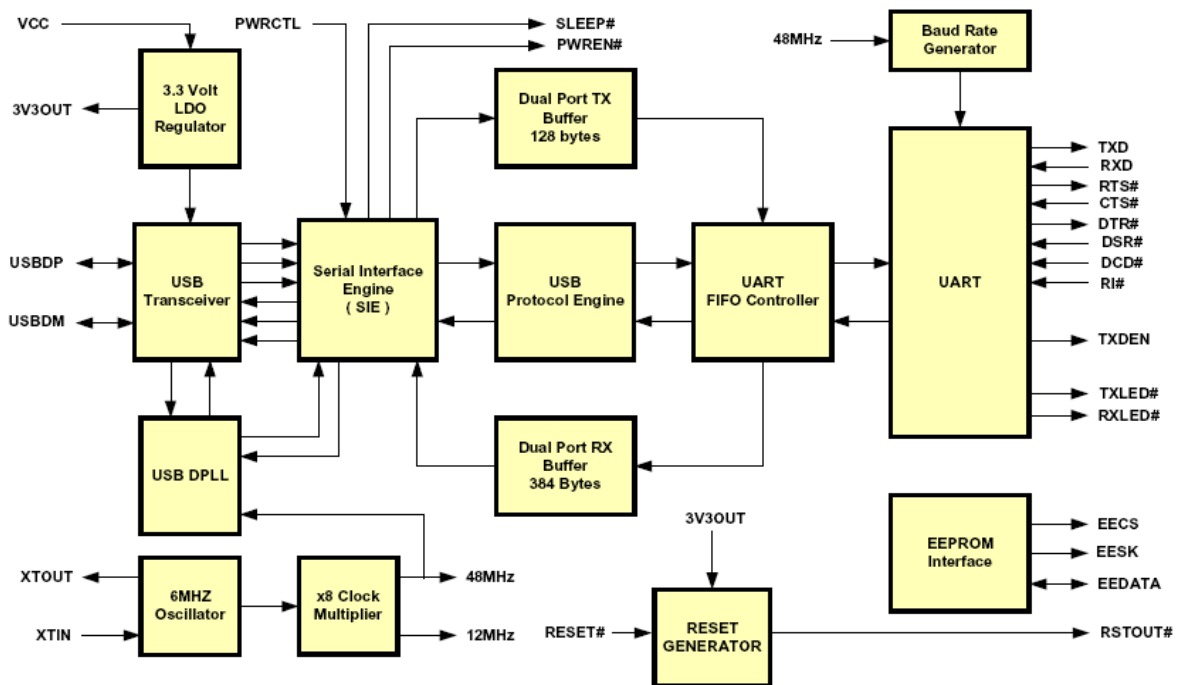 VCC
PWRCTL
SLEEP#
PWREN#
48MHz
Baud Rate
Generator
3.3 Volt
LDO
Regulator
3V3OUT
Dual Port TX
Buffer
128 bytes
TXD
RXD
RTS#
CTS#
DTR#
DSR#
DCD#
RI#
TXDEN
TXLED#
RXLED#
USBDP
USBDM
USB
Transceiver
Serial Interface
Engine
( SIE )
USB
Protocol Engine
UART
FIFO Controller
UART
USB DPLL
Dual Port RX
Buffer
384 Bytes
3V3OUT
EEPROM
Interface
EECS
EESK
EEDATA
XTOUT
XTIN
6MHZ
Oscillator
x8 Clock
Multiplier
48MHz
12MHz
RESET#
RESET
GENERATOR
RSTOUT#